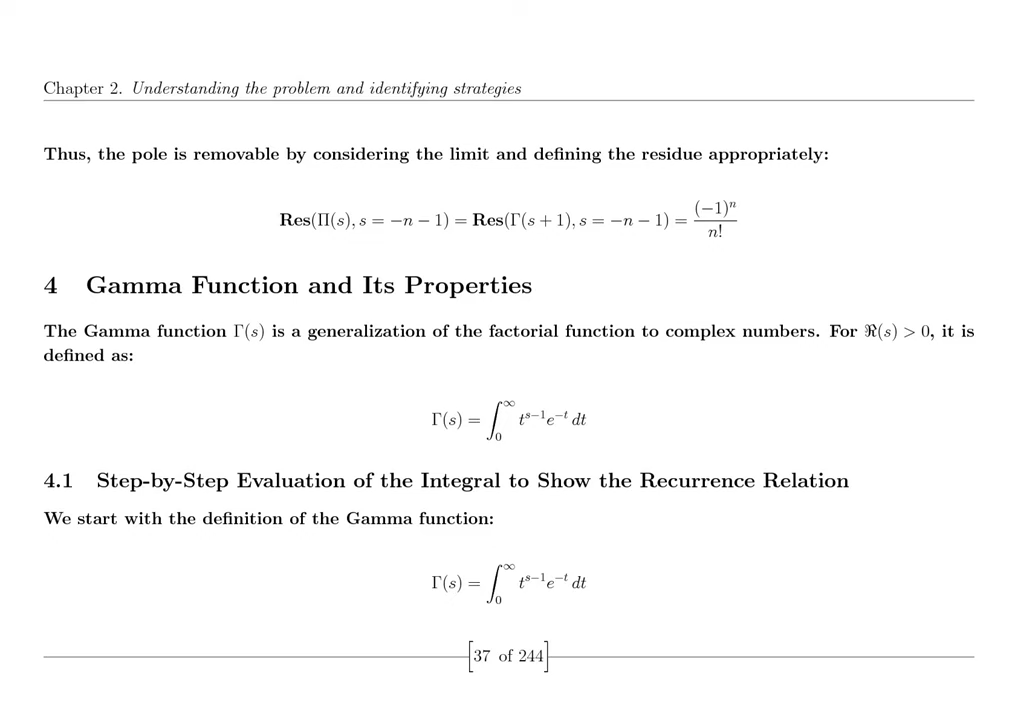 Chapter 2. Understanding the problem and identifying strategies
Thus, the pole is removable by considering the limit and defining the residue appropriately:
Res(Π(s), s = −n − 1) = Res(Γ(s + 1), s = −n − 1) = (−1)ⁿ / n!
4 Gamma Function and Its Properties
The Gamma function Γ(s) is a generalization of the factorial function to complex numbers. For ℜ(s) > 0, it is
defined as:
Γ(s) = ∫₀^∞ t^{s−1} e^{−t} dt
4.1 Step-by-Step Evaluation of the Integral to Show the Recurrence Relation
We start with the definition of the Gamma function:
Γ(s) = ∫₀^∞ t^{s−1} e^{−t} dt
[37 of 244]